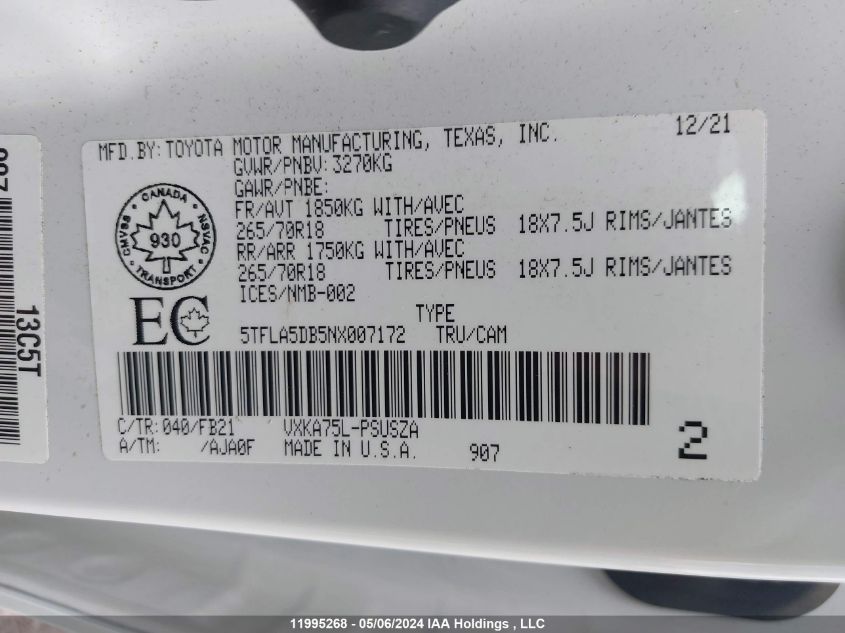 MFD.BY:TOYOTA MOTOR MANUFACTURING, TEXAS, INC. 12/21
GVWR/PNBV:3270KG
GAWR/PNBE:
FR/AVT 1850KG WITH/AVEC
265/70R18 TIRES/PNEUS 18X7.5J RIMS/JANTES
RR/ARR 1750KG WITH/AVEC
265/70R18 TIRES/PNEUS 18X7.5J RIMS/JANTES
ICES/NMB-002
CANADA
CMVSS 930 NSVAC
TRANSPORT
EC
TYPE
5TFLA5DB5NX007172 TRU/CAM
C/TR:040/FB21 VXKA75L-PSUSZA
A/TM: /AJA0F MADE IN U.S.A. 907
2
13C5T
11995268 - 05/06/2024 IAA Holdings , LLC